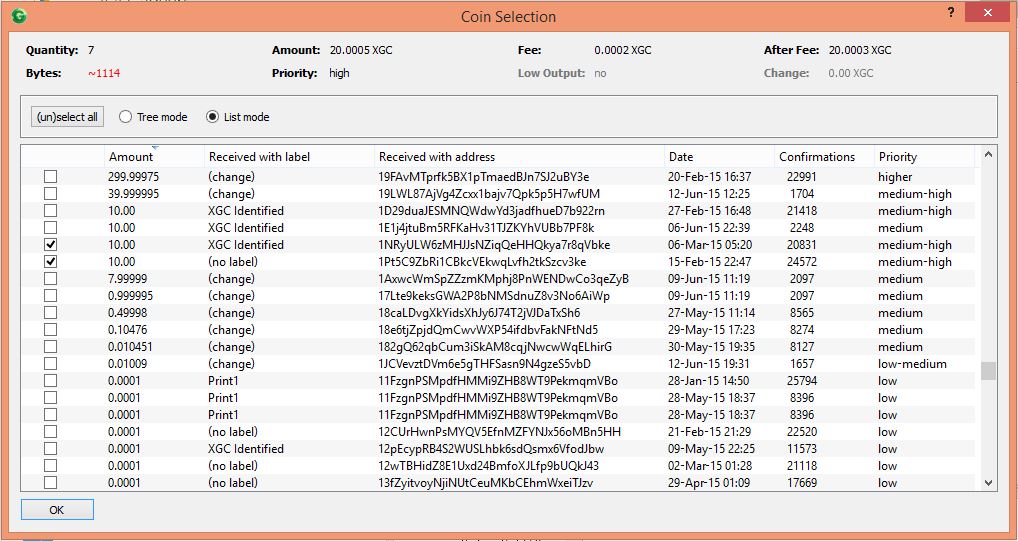 Coin Selection
?
Quantity: 7 Amount: 20.0005 XGC Fee: 0.0002 XGC After Fee: 20.0003 XGC
Bytes: ~1114 Priority: high Low Output: no Change: 0.00 XGC
(un)select all Tree mode List mode
Amount Received with label Received with address Date Confirmations Priority
299.99975 (change) 19FAvMTprfk5BX1pTmaedBJn7SJ2uBY3e 20-Feb-15 16:37 22991 higher
39.999995 (change) 19LWL87AjVg4Zcxx1bajv7Qpk5p5H7wfUM 12-Jun-15 12:25 1704 medium-high
10.00 XGC Identified 1D29duaJESMNQWdwYd3jadfhueD7b922rn 27-Feb-15 16:48 21418 medium-high
10.00 XGC Identified 1E1j4jtuBm5RFKaHv31TJZKYhVUBb7PF8k 06-Jun-15 22:39 2248 medium
10.00 XGC Identified 1NRyULW6zMHJJsNZiqQeHHQkya7r8qVbke 06-Mar-15 05:20 20831 medium-high
10.00 (no label) 1Pt5C9ZbRi1CBkcVEkwqLvfh2tkSzcv3ke 15-Feb-15 22:47 24572 medium-high
7.99999 (change) 1AxwcWmSpZZzmKMphj8PnWENDwCo3qeZyB 09-Jun-15 11:19 2097 medium
0.999995 (change) 17Lte9keksGWA2P8bNMSdnuZ8v3No6AiWp 09-Jun-15 11:19 2097 medium
0.49998 (change) 18caLDvgXkYidsXhJy6J74T2jVJDaTxSh6 27-May-15 11:14 8565 medium
0.10476 (change) 18e6tjZpjdQmCwvWXP54ifdbvFakNFtNd5 29-May-15 17:23 8274 medium
0.010451 (change) 182gQ62qbCum3iSkAM8cqjNwcwWqELhirG 30-May-15 19:35 8127 medium
0.01009 (change) 1JCVevztDVm6e5gTHFSasn9N4gzeS5vbD 12-Jun-15 19:31 1657 low-medium
0.0001 Print1 11FzgnPSMpdfHMMi9ZHB8WT9PekmqmVBo 28-Jan-15 14:50 25794 low
0.0001 Print1 11FzgnPSMpdfHMMi9ZHB8WT9PekmqmVBo 28-May-15 18:37 8396 low
0.0001 Print1 11FzgnPSMpdfHMMi9ZHB8WT9PekmqmVBo 28-May-15 18:37 8396 low
0.0001 (no label) 12CUrHwnPsMYQV5EfnMZFYNJx56oMBn5HH 21-Feb-15 21:29 22520 low
0.0001 XGC Identified 12pEcypRB4S2WUSLhbk6sdQsmx6VfodJbw 09-May-15 22:25 11573 low
0.0001 (no label) 12wTBHidZ8E1Uxd24BmfoXJLfp9bUQkJ43 02-Mar-15 01:28 21118 low
0.0001 (no label) 13fZyitvoyNjiNUtCeuMKbCEhmWxeiTJzv 29-Apr-15 01:09 17669 low
OK